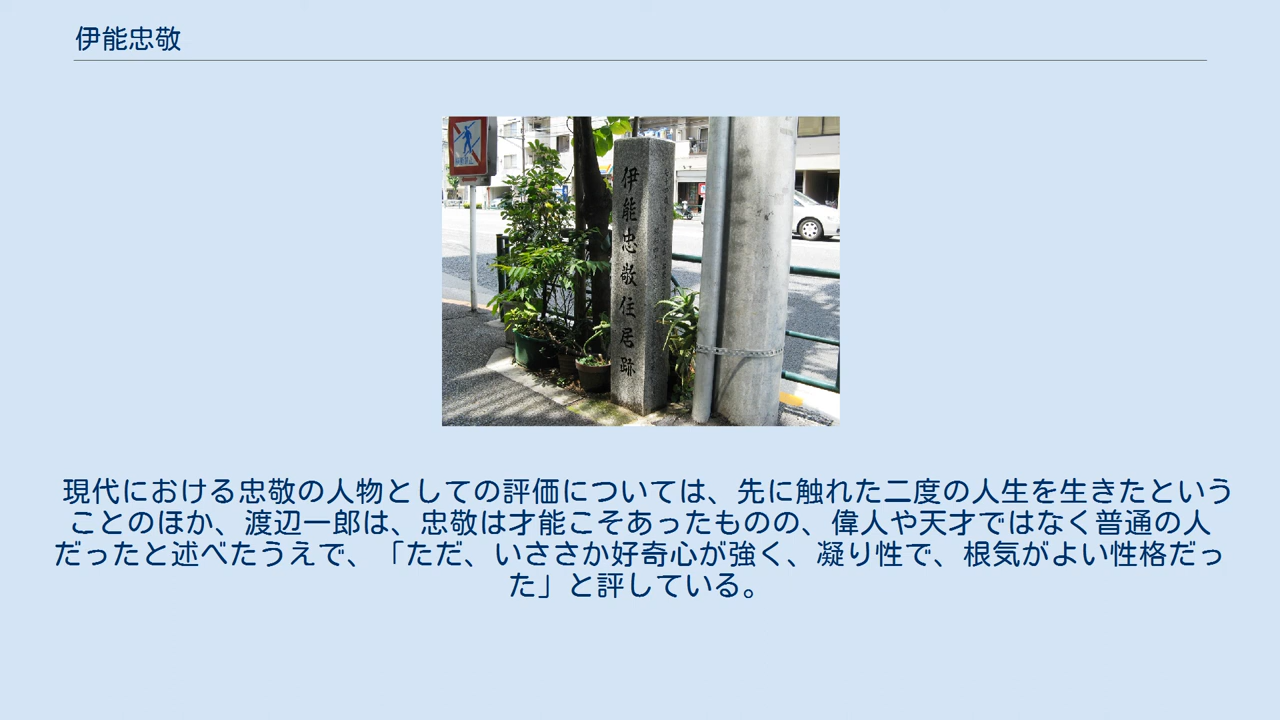 伊能忠敬
伊能忠敬住居跡
現代における忠敬の人物としての評価については、先に触れた二度の人生を生きたという
ことのほか、渡辺一郎は、忠敬は才能こそあったものの、偉人や天才ではなく普通の人
だったと述べたうえで、「ただ、いささか好奇心が強く、凝り性で、根気がよい性格だっ
た」と評している。